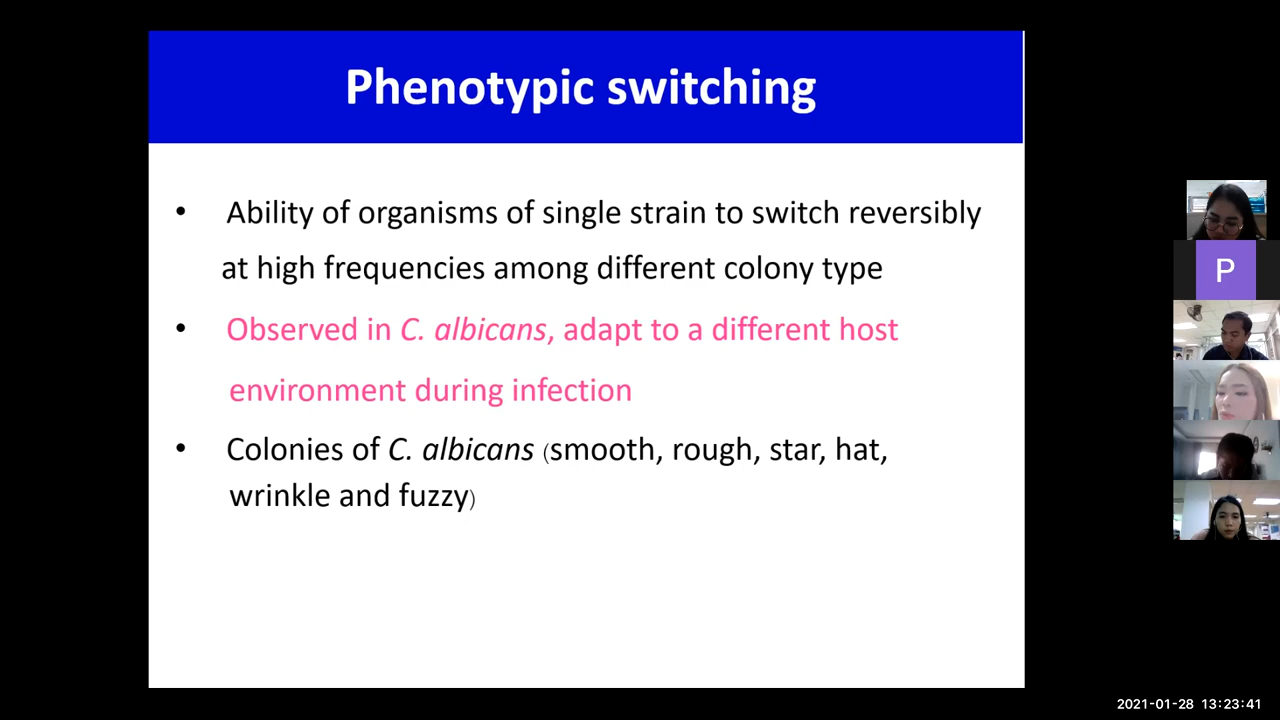 Phenotypic switching
• Ability of organisms of single strain to switch reversibly
at high frequencies among different colony type
• Observed in C. albicans, adapt to a different host
environment during infection
• Colonies of C. albicans (smooth, rough, star, hat,
wrinkle and fuzzy)
P
2021-01-28 13:23:41